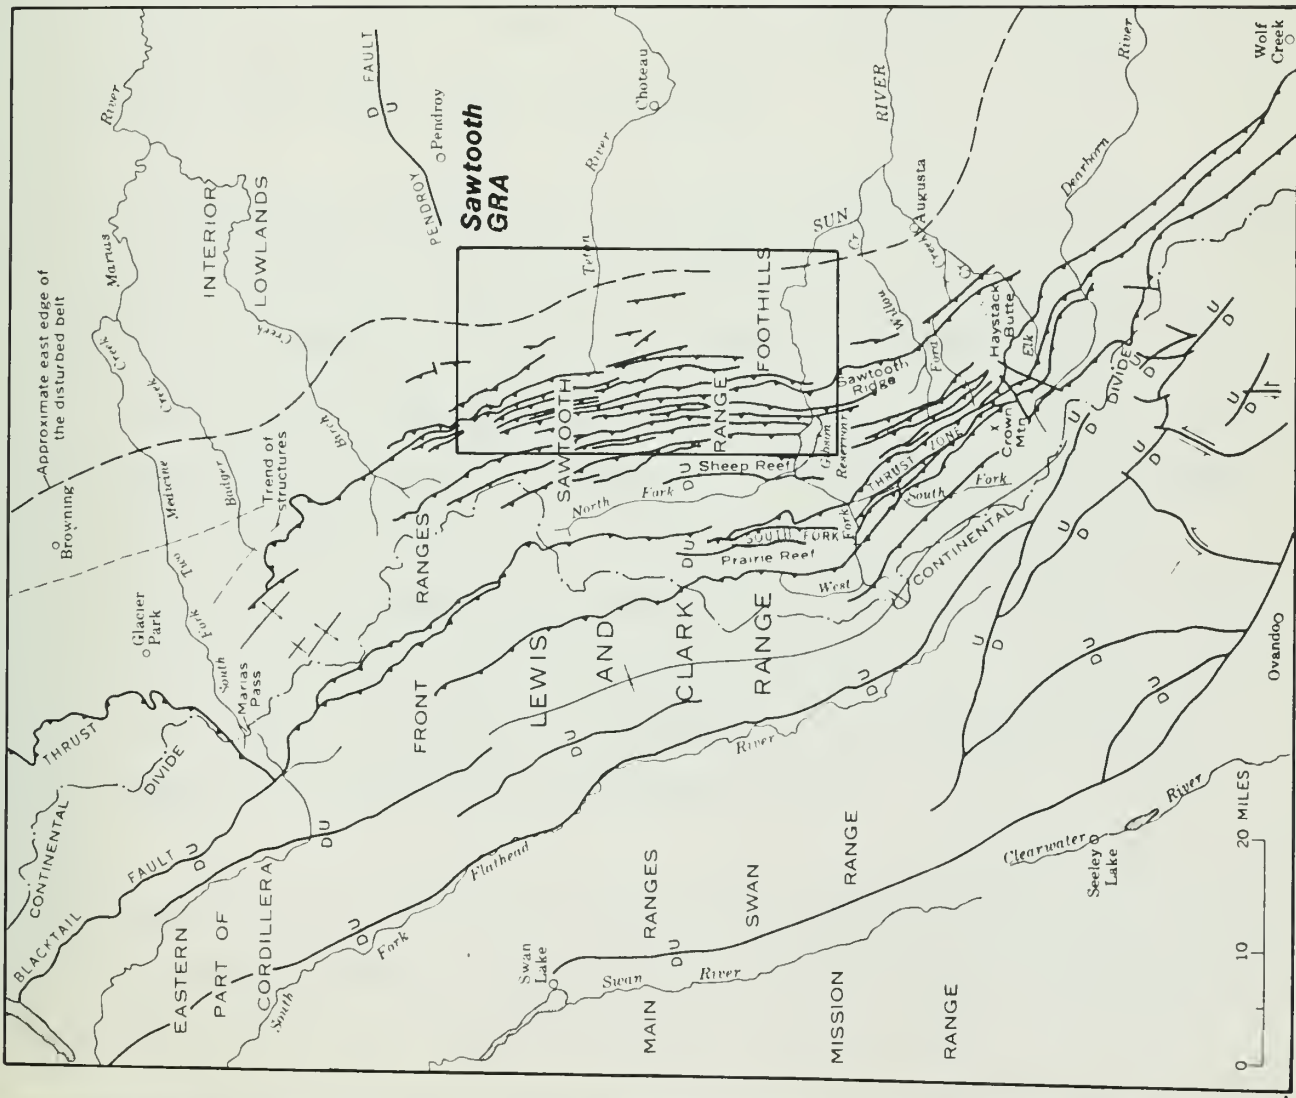 Approximate east edge of
the disturbed belt
Browning
Glacier
Park
Marias
Pass
THRUST
CONTINENTAL
DIVIDE
BLACKTAIL
FAULT
D U
EASTERN
PART OF
CORDILLERA
D U
South
Fork
Two
Medicine
Creek
Badger
Creek
Marias
River
INTERIOR
LOWLANDS
Birch
Creek
Trend of
structures
PENDROY
FAULT
D
U
Pendroy
Sawtooth
GRA
Choteau
Teton
River
SUN
RIVER
Augusta
Dearborn
River
Wolf
Creek
SAWTOOTH
RANGE
FOOTHILLS
Sawtooth
Ridge
Willow
Cr
Ford
Creek
Elk
Cr
Haystack
Butte
Crown
Mtn
x
Gibson
Reservoir
Sheep Reef
D U
North
Fork
SOUTH FORK
THRUST ZONE
Prairie Reef
D U
South
Fork
West
Fork
CONTINENTAL
DIVIDE
FRONT
RANGES
LEWIS
AND
CLARK
RANGE
D U
South
Fork
Flathead
River
D U
D U
MAIN
RANGES
SWAN
RANGE
Swan
Lake
Swan
River
D U
MISSION
RANGE
Clearwater
River
Seeley
Lake
Ovando
U
D
D U
D U
D U
D U
U
D
U
D
U
D
U
D
U
D
0
10
20 MILES